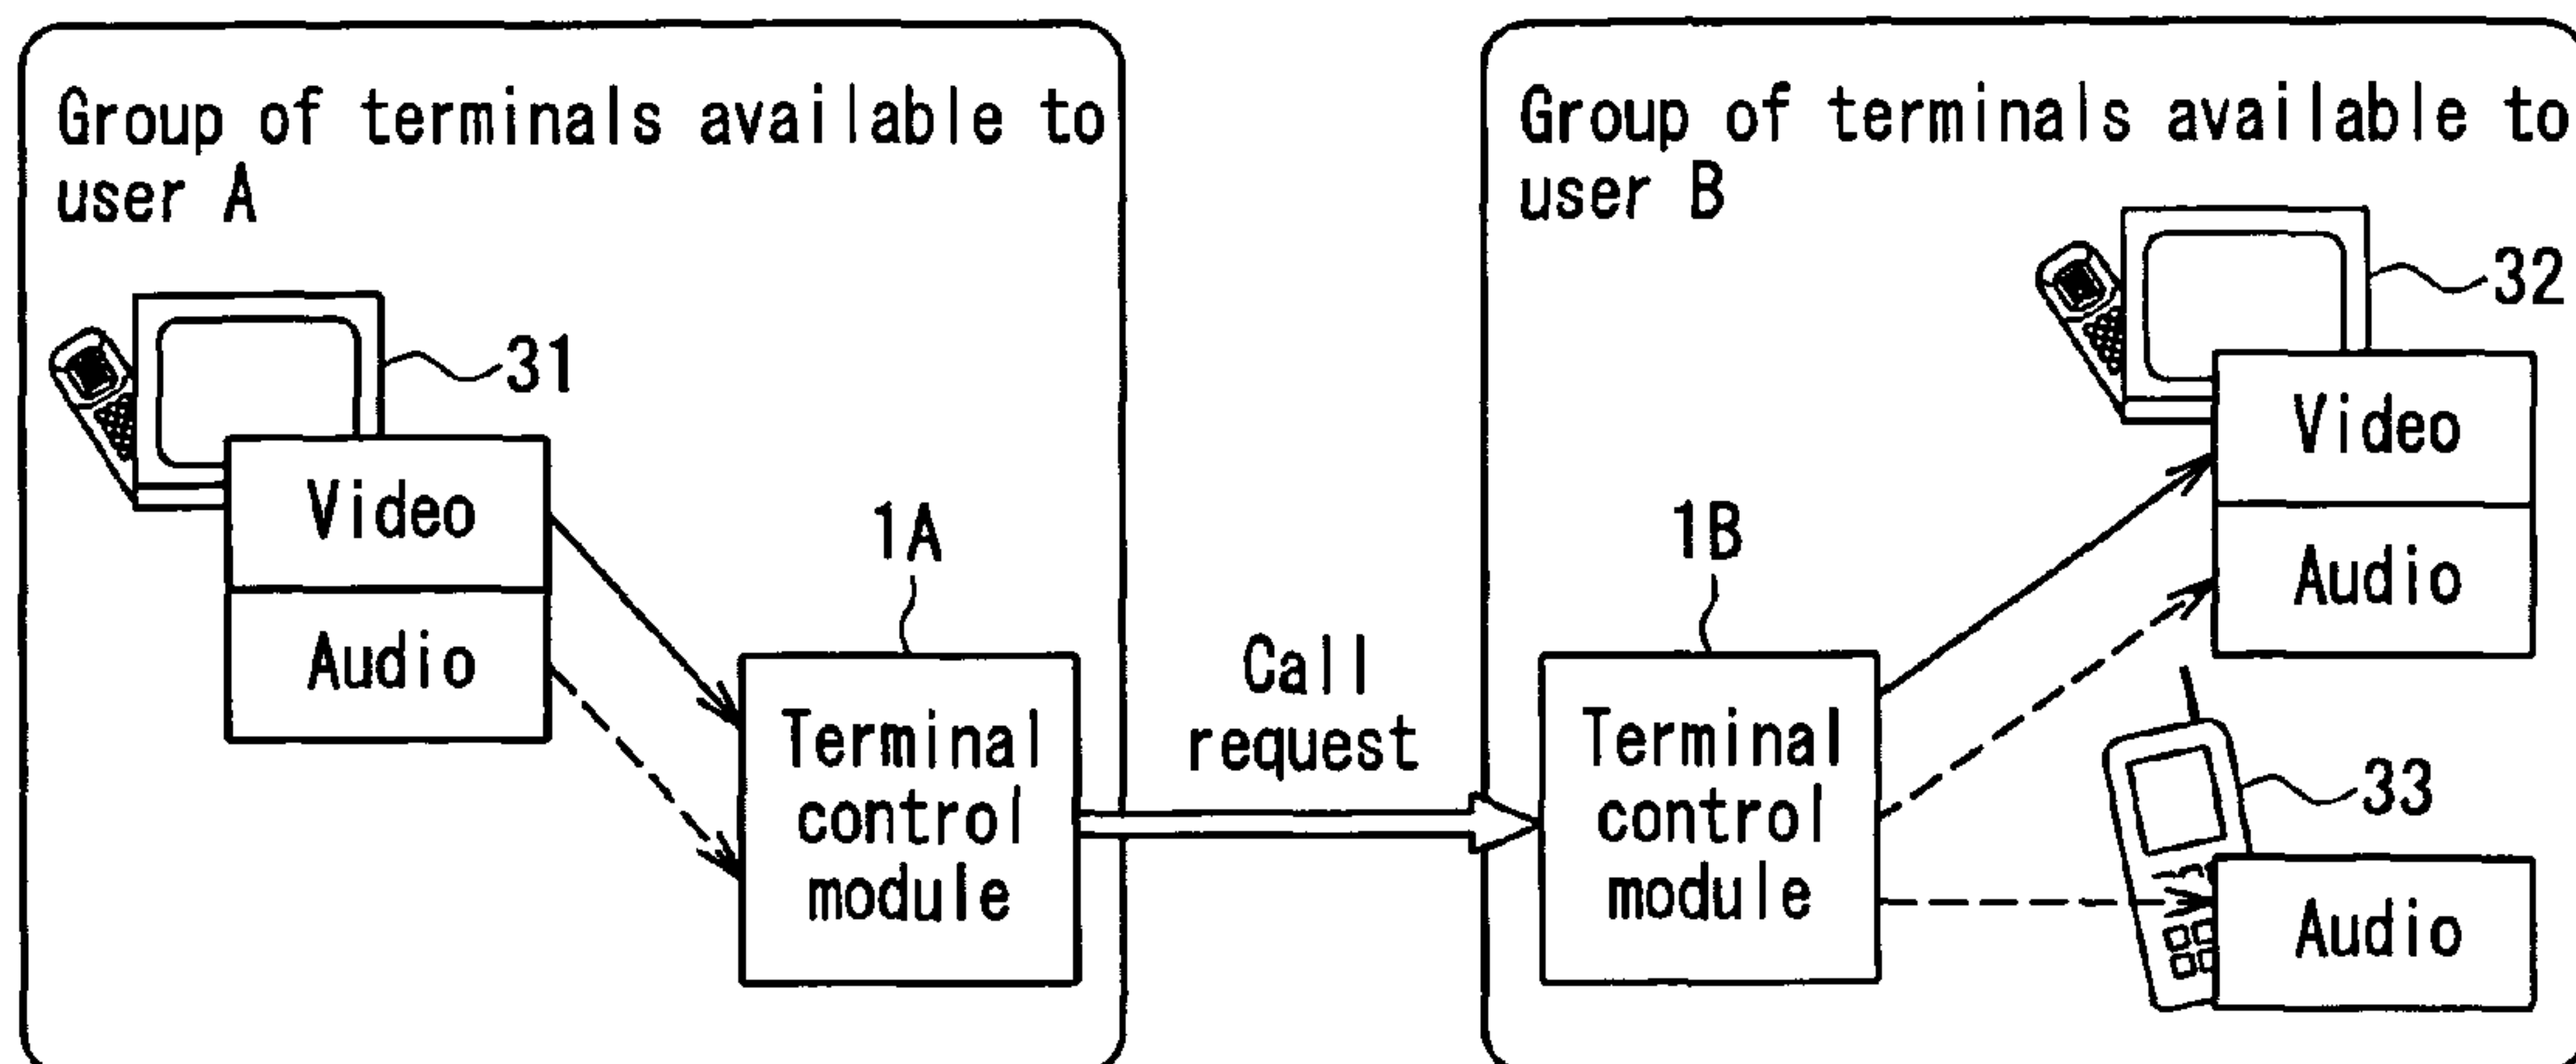 Group of terminals available to
user A
31
Video
Audio
1A
Terminal
control
module
Call
request
Group of terminals available to
user B
32
Video
Audio
1B
Terminal
control
module
33
Audio